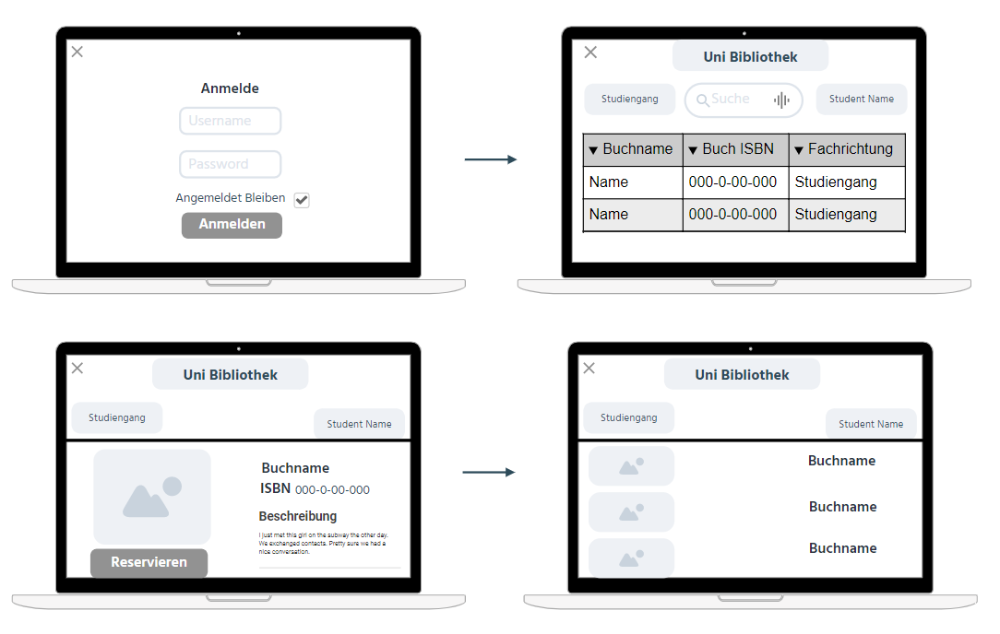 Anmelde
Username
Password
Angemeldet Bleiben
Anmelden
Uni Bibliothek
Studiengang
Suche
Student Name
▼ Buchname ▼ Buch ISBN ▼ Fachrichtung
Name 000-0-00-000 Studiengang
Name 000-0-00-000 Studiengang
Uni Bibliothek
Studiengang
Student Name
Buchname
ISBN 000-0-00-000
Beschreibung
I just met this girl on the subway the other day.
We exchanged contacts. Pretty sure we had a
nice conversation.
Reservieren
Uni Bibliothek
Studiengang
Student Name
Buchname
Buchname
Buchname